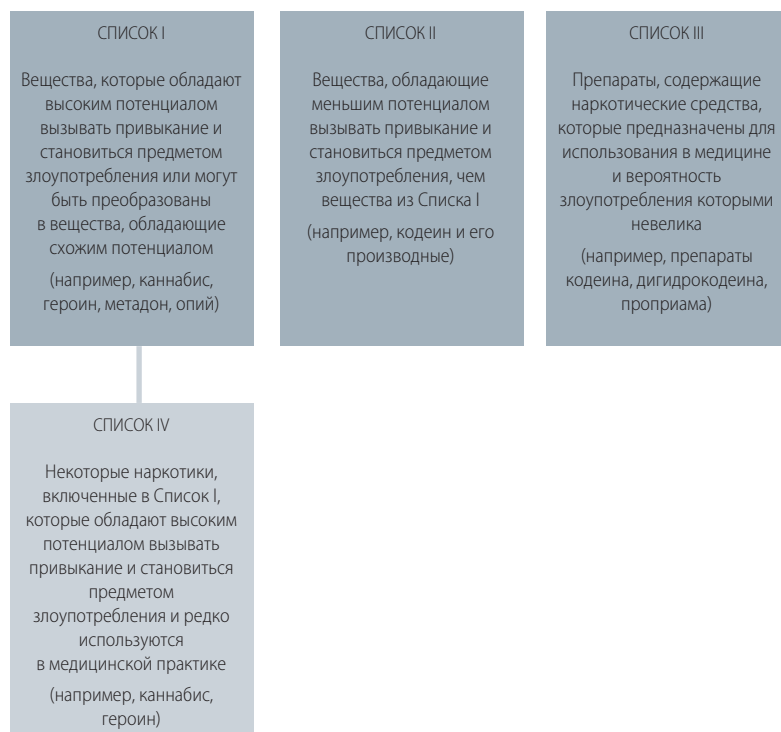 СПИСОК I
Вещества, которые обладают
высоким потенциалом
вызывать привыкание и
становиться предметом
злоупотребления или могут
быть преобразованы
в вещества, обладающие
схожим потенциалом
(например, каннабис,
героин, метадон, опий)
СПИСОК II
Вещества, обладающие
меньшим потенциалом
вызывать привыкание и
становиться предметом
злоупотребления, чем
вещества из Списка I
(например, кодеин и его
производные)
СПИСОК III
Препараты, содержащие
наркотические средства,
которые предназначены для
использования в медицине
и вероятность
злоупотребления которыми
невелика
(например, препараты
кодеина, дигидрокодеина,
проприама)
СПИСОК IV
Некоторые наркотики,
включенные в Список I,
которые обладают высоким
потенциалом вызывать
привыкание и становиться
предметом
злоупотребления и редко
используются
в медицинской практике
(например, каннабис,
героин)